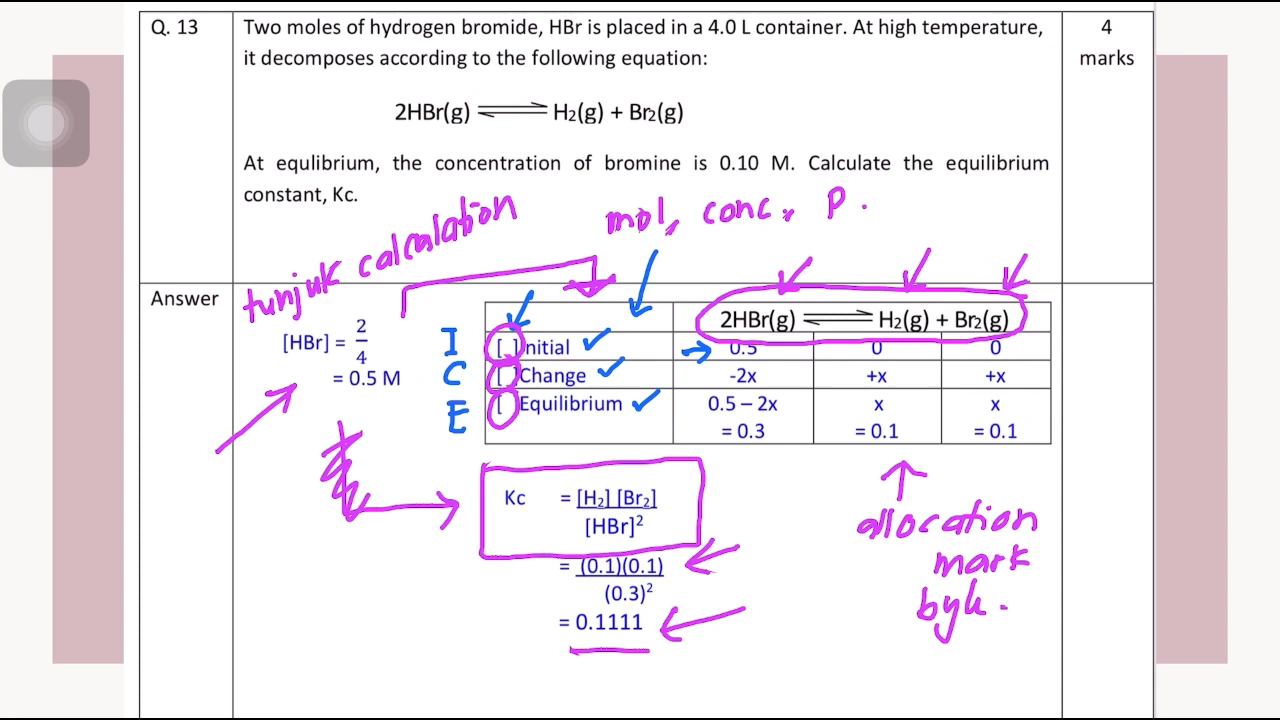 Q. 13
Two moles of hydrogen bromide, HBr is placed in a 4.0 L container. At high temperature,
it decomposes according to the following equation:
4
marks
2HBr(g) ⇌ H2(g) + Br2(g)
At equlibrium, the concentration of bromine is 0.10 M. Calculate the equilibrium
constant, Kc.
tunjuk calculation
mol, conc, P.
Answer
[HBr] = 2/4
= 0.5 M
I
C
E
2HBr(g) ⇌ H2(g) + Br2(g)
[ ]Initial 0.5 0 0
[ ]Change -2x +x +x
[ ]Equilibrium 0.5 – 2x x x
= 0.3 = 0.1 = 0.1
Kc = [H2] [Br2]
[HBr]²
= (0.1)(0.1)
(0.3)²
= 0.1111
allocation
mark
byk.